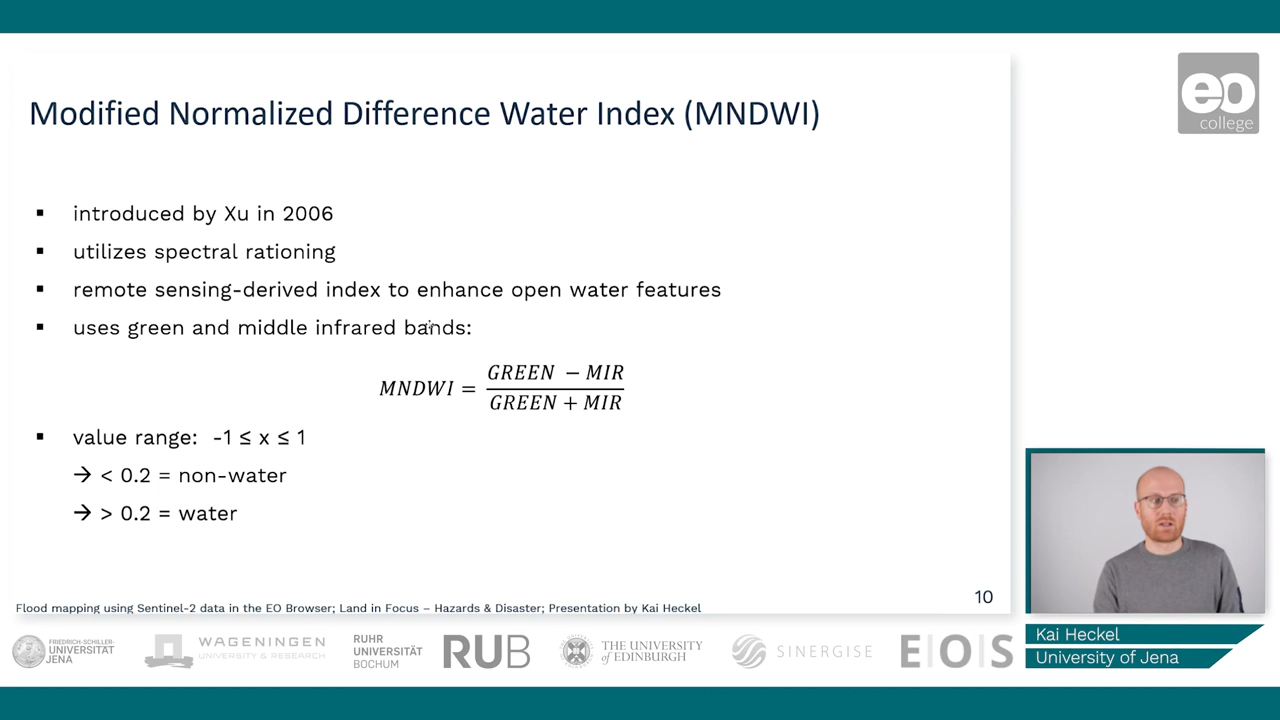 eo
college
Modified Normalized Difference Water Index (MNDWI)
▪ introduced by Xu in 2006
▪ utilizes spectral rationing
▪ remote sensing-derived index to enhance open water features
▪ uses green and middle infrared bands:
MNDWI = (GREEN − MIR) / (GREEN + MIR)
▪ value range: -1 ≤ x ≤ 1
→ < 0.2 = non-water
→ > 0.2 = water
10
Flood mapping using Sentinel-2 data in the EO Browser; Land in Focus – Hazards & Disaster; Presentation by Kai Heckel
Kai Heckel
University of Jena
FRIEDRICH-SCHILLER-
UNIVERSITÄT
JENA
WAGENINGEN
UNIVERSITY & RESEARCH
RUHR
UNIVERSITÄT
BOCHUM
RUB
THE UNIVERSITY
of EDINBURGH
SINERGISE
E|O|S